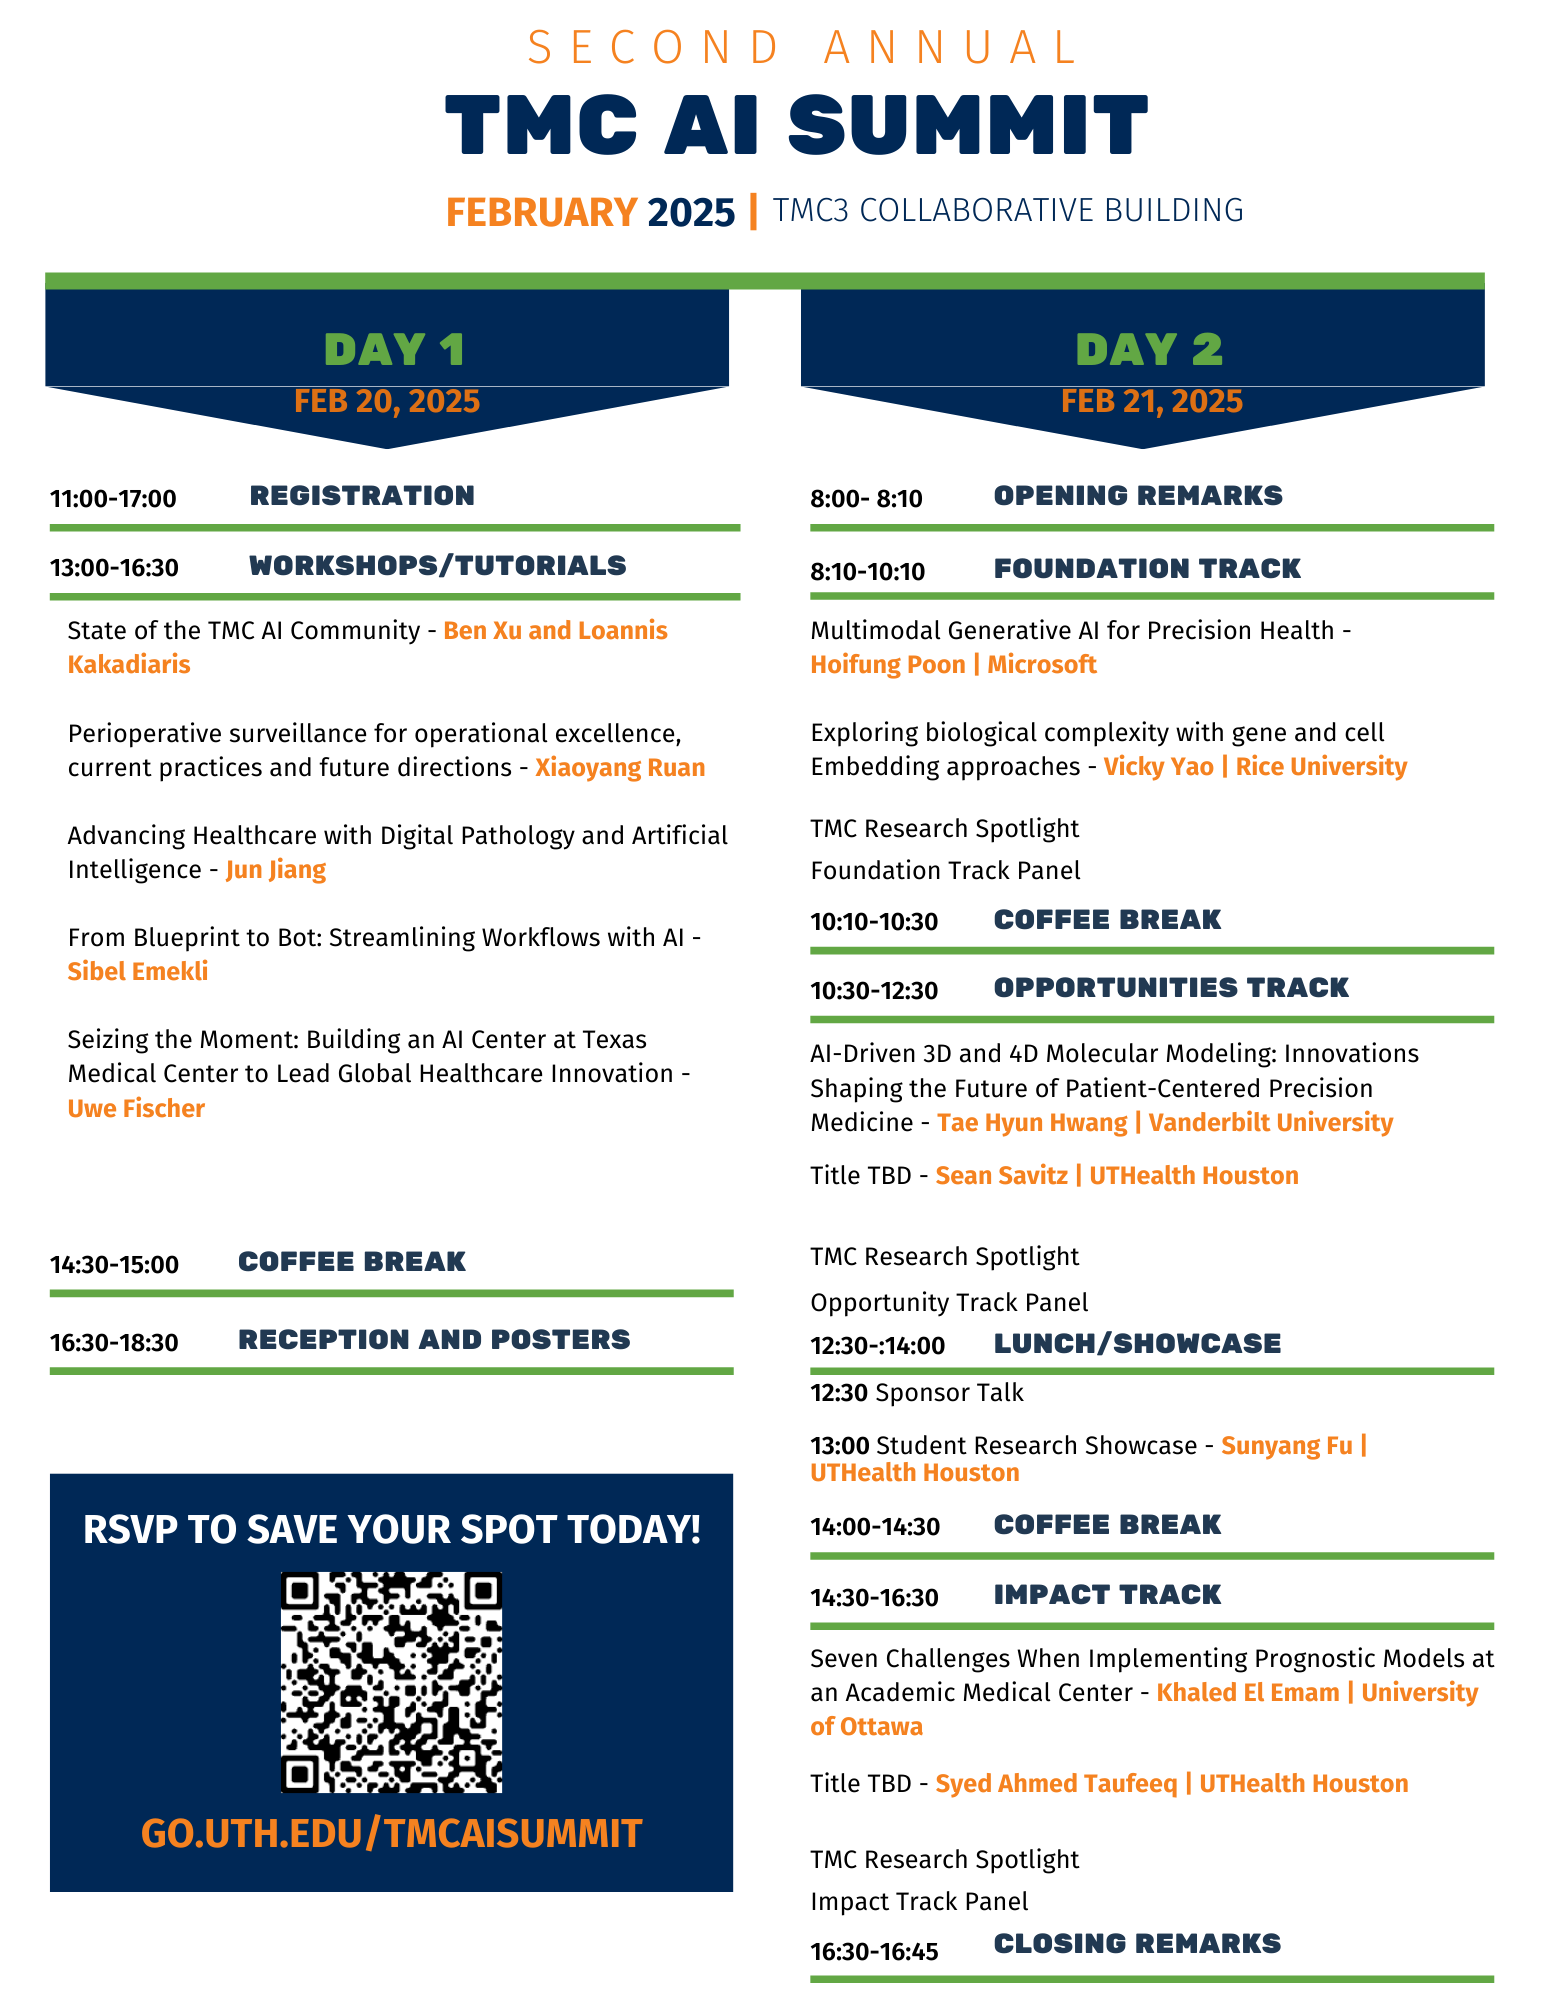 SECOND ANNUAL
TMC AI SUMMIT
FEBRUARY 2025 | TMC3 COLLABORATIVE BUILDING
DAY 1
FEB 20, 2025
11:00-17:00 REGISTRATION
13:00-16:30 WORKSHOPS/TUTORIALS
State of the TMC AI Community - Ben Xu and Loannis
Kakadiaris
Perioperative surveillance for operational excellence,
current practices and future directions - Xiaoyang Ruan
Advancing Healthcare with Digital Pathology and Artificial
Intelligence - Jun Jiang
From Blueprint to Bot: Streamlining Workflows with AI -
Sibel Emekli
Seizing the Moment: Building an AI Center at Texas
Medical Center to Lead Global Healthcare Innovation -
Uwe Fischer
14:30-15:00 COFFEE BREAK
16:30-18:30 RECEPTION AND POSTERS
RSVP TO SAVE YOUR SPOT TODAY!
GO.UTH.EDU/TMCAISUMMIT
DAY 2
FEB 21, 2025
8:00- 8:10 OPENING REMARKS
8:10-10:10 FOUNDATION TRACK
Multimodal Generative AI for Precision Health -
Hoifung Poon | Microsoft
Exploring biological complexity with gene and cell
Embedding approaches - Vicky Yao | Rice University
TMC Research Spotlight
Foundation Track Panel
10:10-10:30 COFFEE BREAK
10:30-12:30 OPPORTUNITIES TRACK
AI-Driven 3D and 4D Molecular Modeling: Innovations
Shaping the Future of Patient-Centered Precision
Medicine - Tae Hyun Hwang | Vanderbilt University
Title TBD - Sean Savitz | UTHealth Houston
TMC Research Spotlight
Opportunity Track Panel
12:30-:14:00 LUNCH/SHOWCASE
12:30 Sponsor Talk
13:00 Student Research Showcase - Sunyang Fu |
UTHealth Houston
14:00-14:30 COFFEE BREAK
14:30-16:30 IMPACT TRACK
Seven Challenges When Implementing Prognostic Models at
an Academic Medical Center - Khaled El Emam | University
of Ottawa
Title TBD - Syed Ahmed Taufeeq | UTHealth Houston
TMC Research Spotlight
Impact Track Panel
16:30-16:45 CLOSING REMARKS